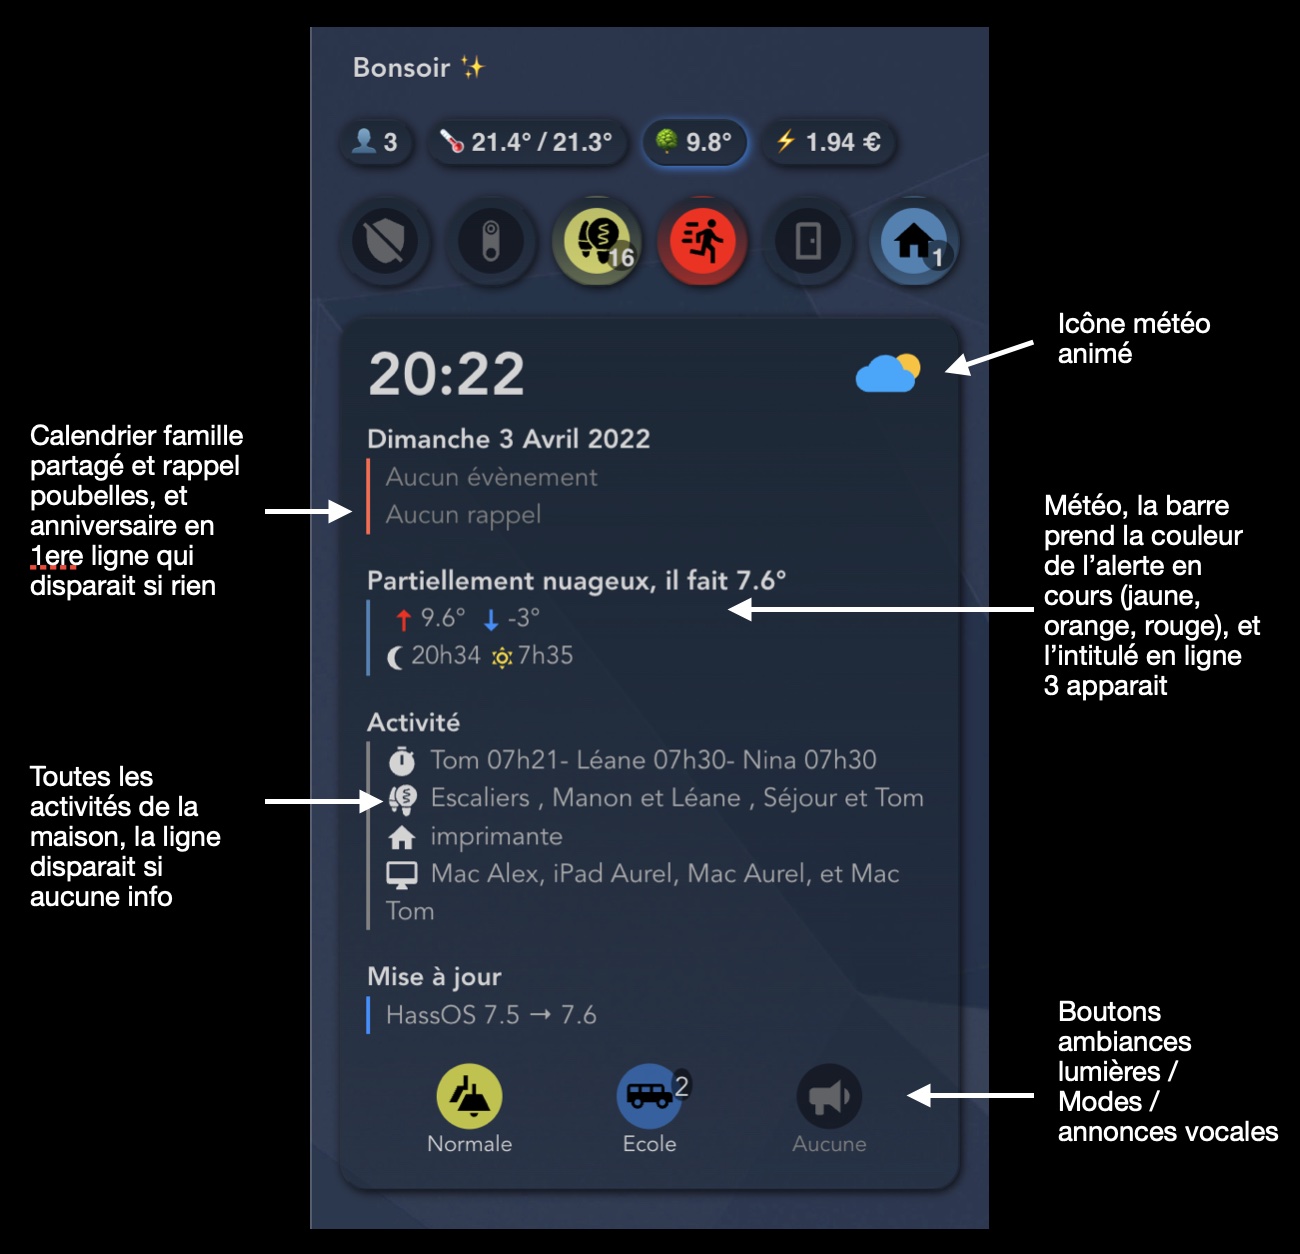 Bonsoir ✨
3
21.4° / 21.3°
9.8°
1.94 €
16
1
20:22
Icône météo
animé
Dimanche 3 Avril 2022
Aucun évènement
Aucun rappel
Calendrier famille
partagé et rappel
poubelles, et
anniversaire en
1ere ligne qui
disparait si rien
Partiellement nuageux, il fait 7.6°
9.6° -3°
20h34 7h35
Météo, la barre
prend la couleur
de l'alerte en
cours (jaune,
orange, rouge), et
l'intitulé en ligne
3 apparait
Activité
Tom 07h21- Léane 07h30- Nina 07h30
Escaliers , Manon et Léane , Séjour et Tom
imprimante
Mac Alex, iPad Aurel, Mac Aurel, et Mac
Tom
Toutes les
activités de la
maison, la ligne
disparait si
aucune info
Mise à jour
HassOS 7.5 → 7.6
2
Normale
Ecole
Aucune
Boutons
ambiances
lumières /
Modes /
annonces vocales